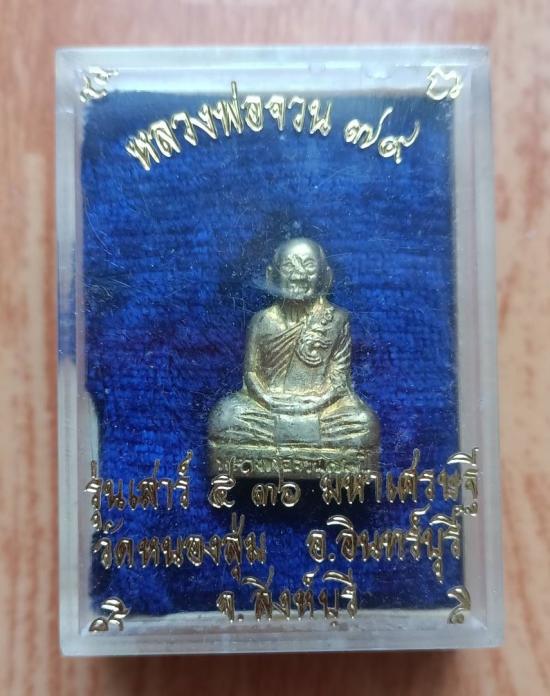 หลวงพ่อจวน ๗๙
รุ่นเสาร์ ๕ ๓๖ มหาเศรษฐี
วัดหนองสุ่ม อ.อินทร์บุรี
จ.สิงห์บุรี